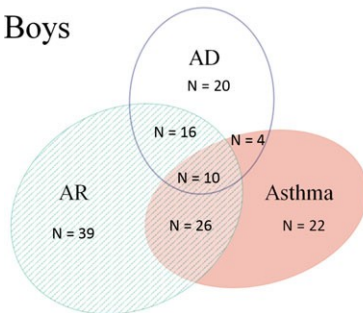 Boys
AD
N = 20
N = 16
N = 4
N = 10
AR
Asthma
N = 39
N = 26
N = 22